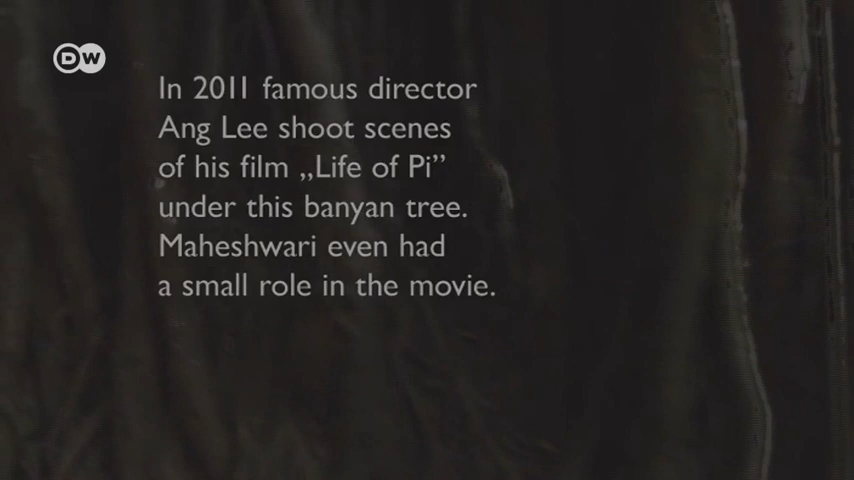 DW
In 2011 famous director
Ang Lee shoot scenes
of his film „Life of Pi”
under this banyan tree.
Maheshwari even had
a small role in the movie.